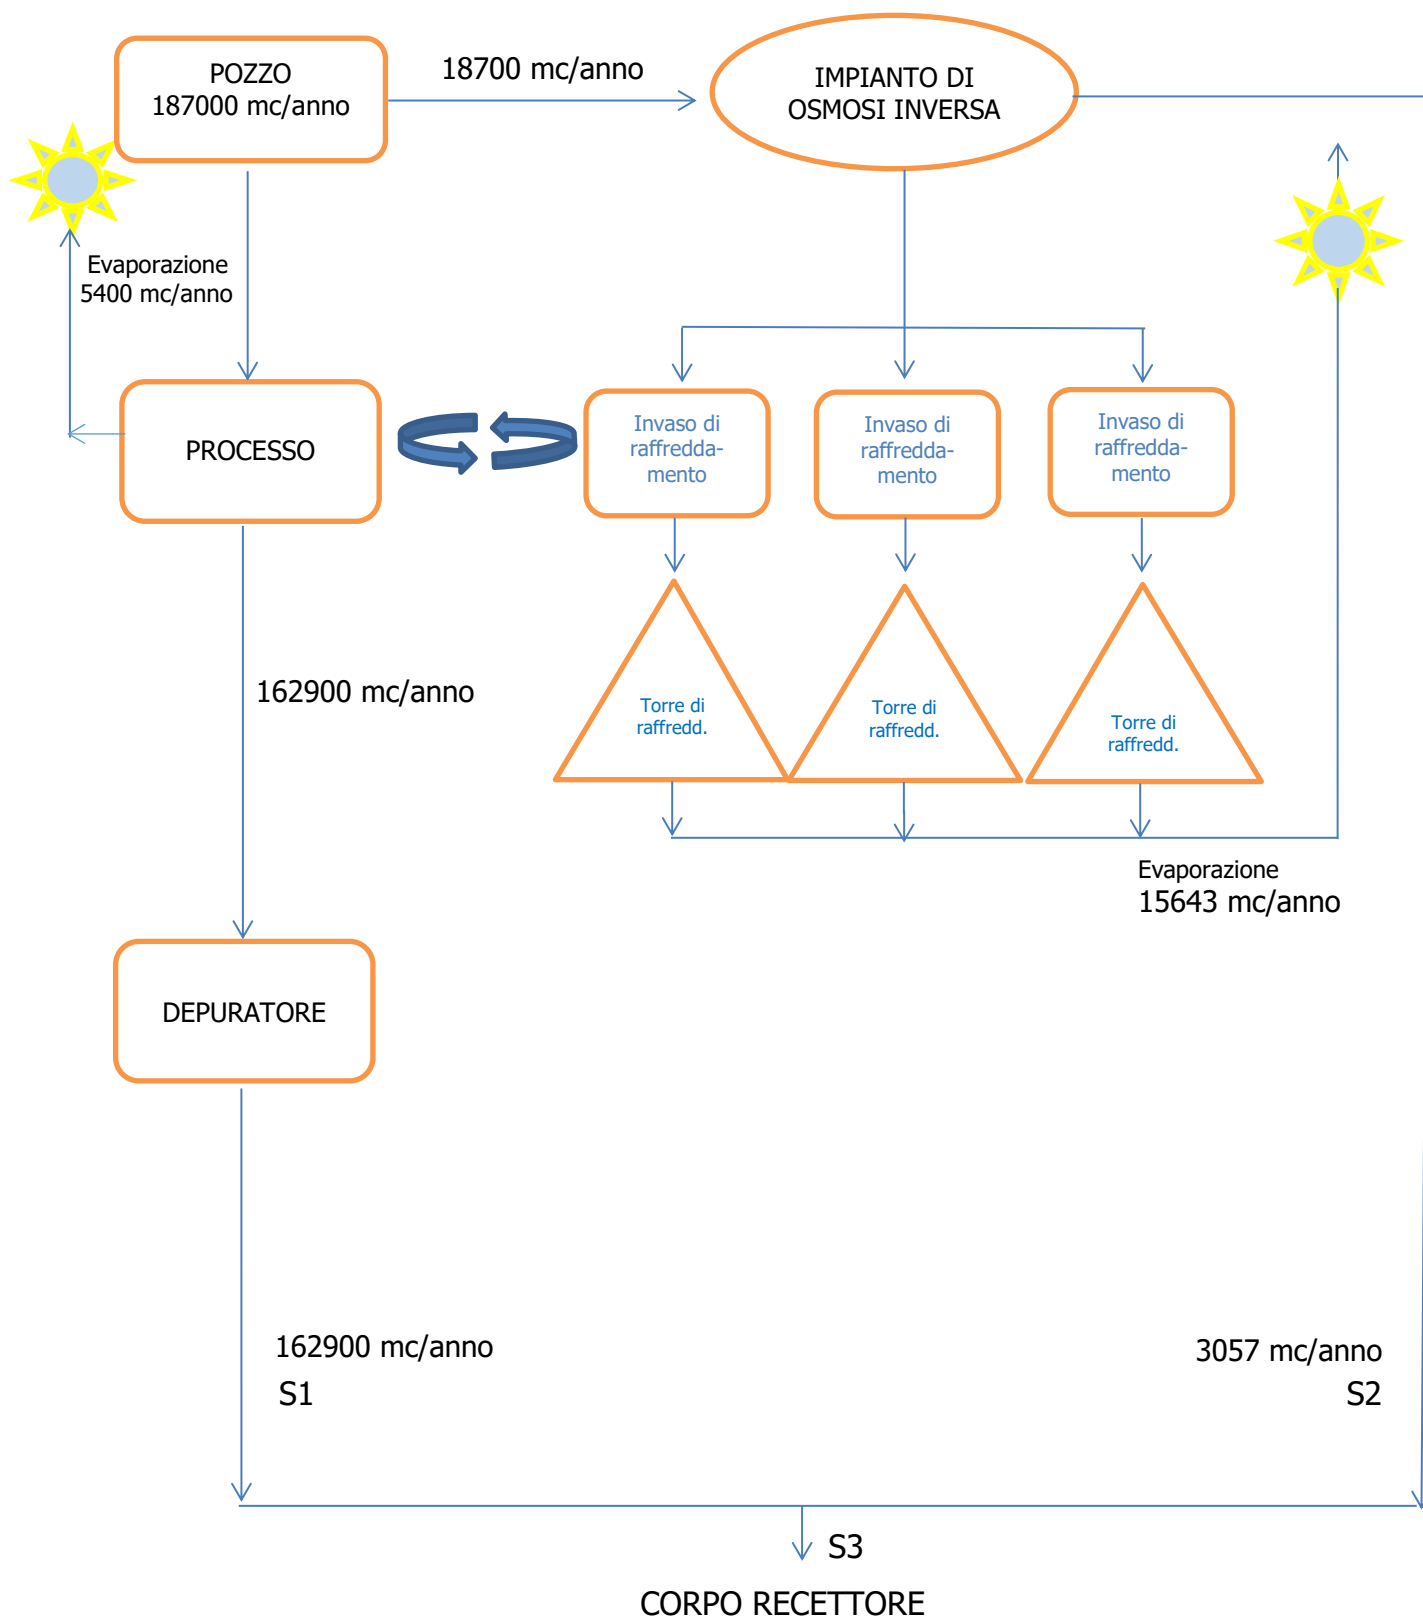 POZZO
187000 mc/anno
18700 mc/anno
IMPIANTO DI
OSMOSI INVERSA
Evaporazione
5400 mc/anno
PROCESSO
Invaso di
raffredda-
mento
Invaso di
raffredda-
mento
Invaso di
raffredda-
mento
162900 mc/anno
Torre di
raffredd.
Torre di
raffredd.
Torre di
raffredd.
Evaporazione
15643 mc/anno
DEPURATORE
162900 mc/anno
S1
3057 mc/anno
S2
S3
CORPO RECETTORE